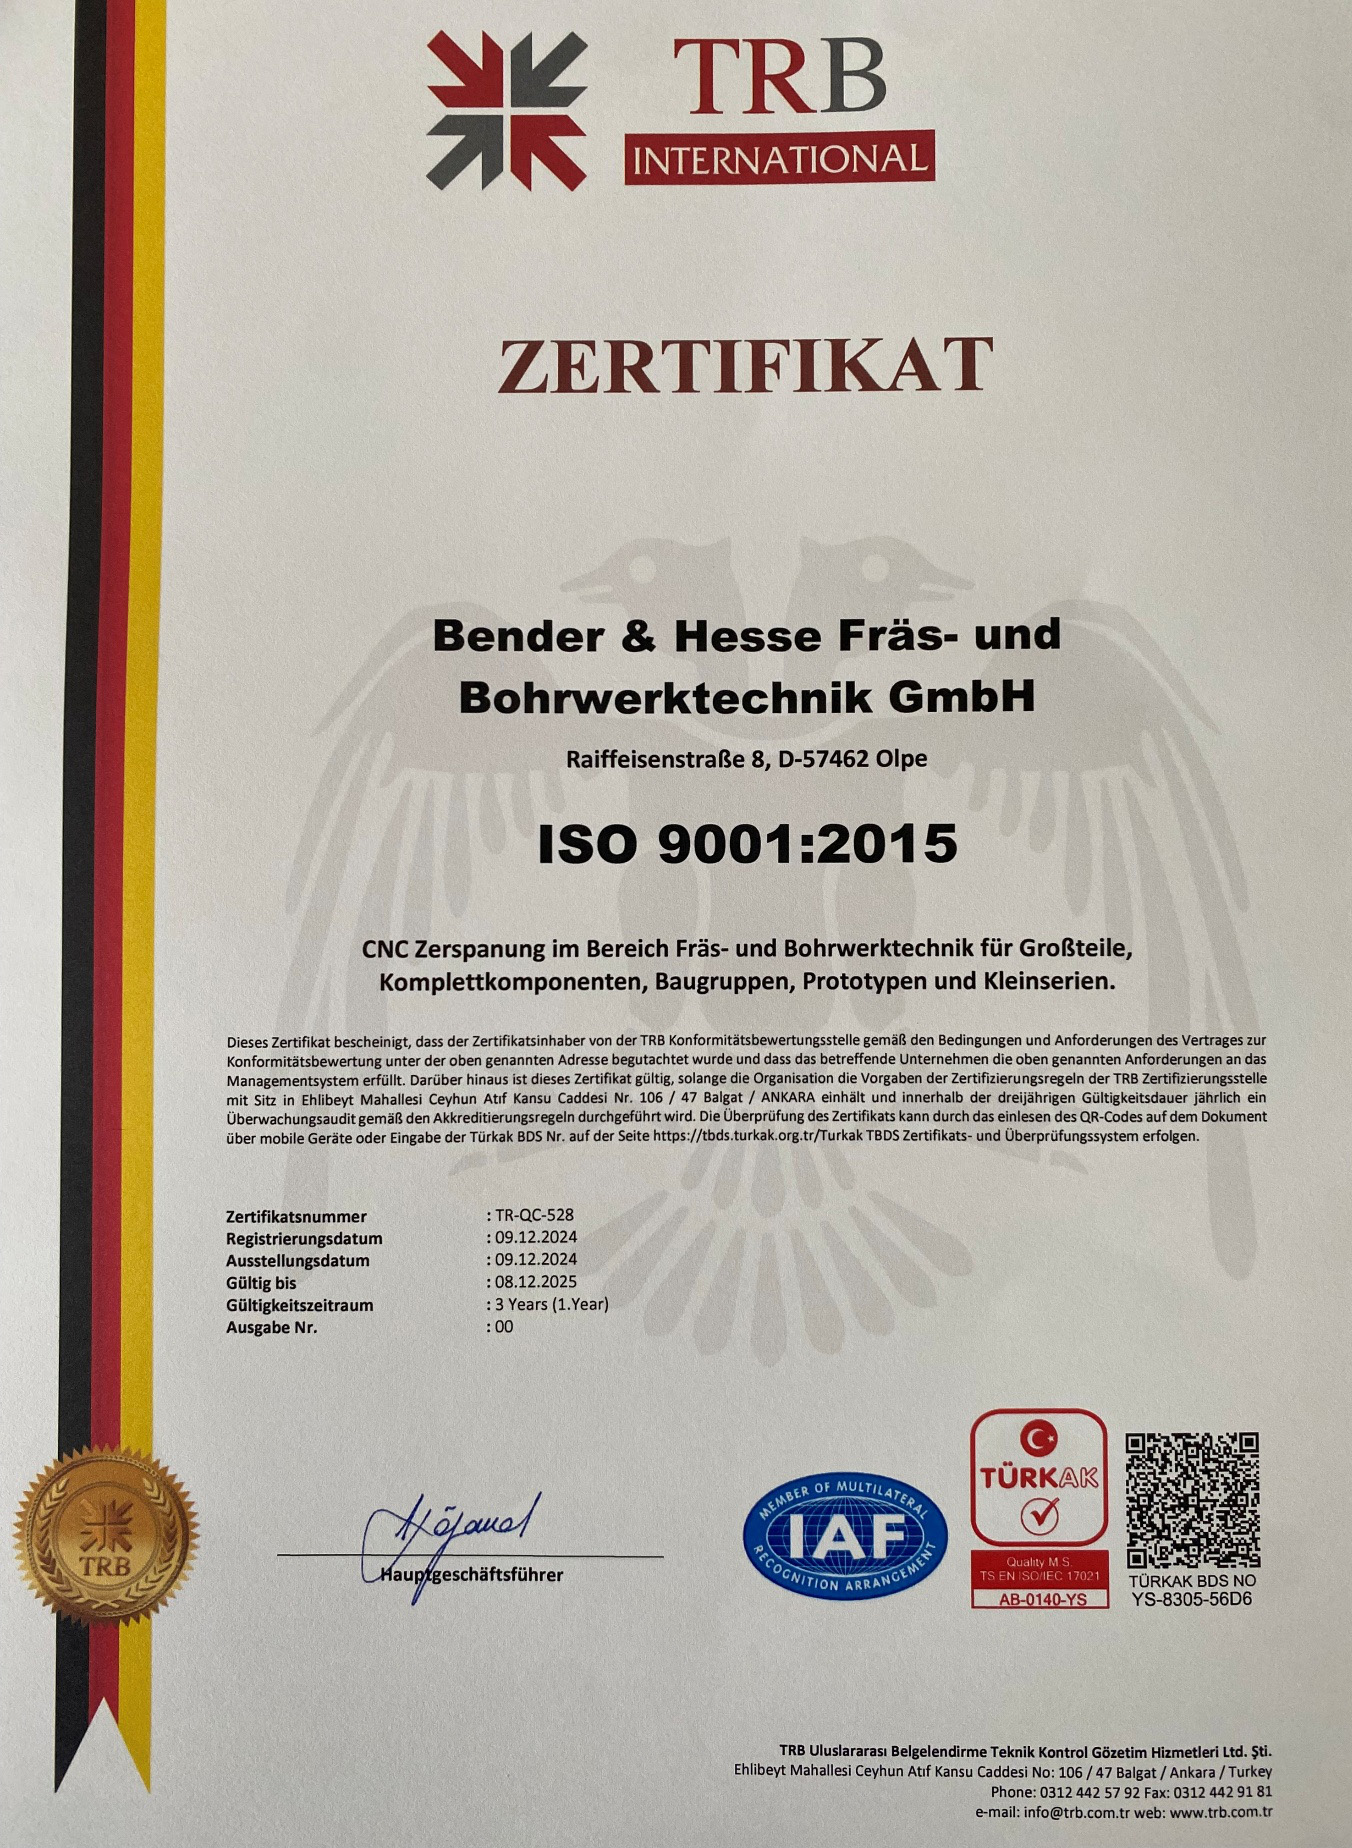 TRB
INTERNATIONAL
ZERTIFIKAT
Bender & Hesse Fräs- und
Bohrwerktechnik GmbH
Raiffeisenstraße 8, D-57462 Olpe
ISO 9001:2015
CNC Zerspanung im Bereich Fräs- und Bohrwerktechnik für Großteile,
Komplettkomponenten, Baugruppen, Prototypen und Kleinserien.
Dieses Zertifikat bescheinigt, dass der Zertifikatsinhaber von der TRB Konformitätsbewertungsstelle gemäß den Bedingungen und Anforderungen des Vertrages zur
Konformitätsbewertung unter der oben genannten Adresse begutachtet wurde und dass das betreffende Unternehmen die oben genannten Anforderungen an das
Managementsystem erfüllt. Darüber hinaus ist dieses Zertifikat gültig, solange die Organisation die Vorgaben der Zertifizierungsregeln der TRB Zertifizierungsstelle
mit Sitz in Ehlibeyt Mahallesi Ceyhun Atıf Kansu Caddesi Nr. 106 / 47 Balgat / ANKARA einhält und innerhalb der dreijährigen Gültigkeitsdauer jährlich ein
Überwachungsaudit gemäß den Akkreditierungsregeln durchgeführt wird. Die Überprüfung des Zertifikats kann durch das einlesen des QR-Codes auf dem Dokument
über mobile Geräte oder Eingabe der Türkak BDS Nr. auf der Seite https://tbds.turkak.org.tr/Turkak TBDS Zertifikats- und Überprüfungssystem erfolgen.
Zertifikatsnummer : TR-QC-528
Registrierungsdatum : 09.12.2024
Ausstellungsdatum : 09.12.2024
Gültig bis : 08.12.2025
Gültigkeitszeitraum : 3 Years (1.Year)
Ausgabe Nr. : 00
TRB
Hauptgeschäftsführer
MEMBER OF MULTILATERAL
IAF
RECOGNITION ARRANGEMENT
TÜRKAK
Quality M.S.
TS EN ISO/IEC 17021
AB-0140-YS
TÜRKAK BDS NO
YS-8305-56D6
TRB Uluslararası Belgelendirme Teknik Kontrol Gözetim Hizmetleri Ltd. Şti.
Ehlibeyt Mahallesi Ceyhun Atıf Kansu Caddesi No: 106 / 47 Balgat / Ankara / Turkey
Phone: 0312 442 57 92 Fax: 0312 442 91 81
e-mail: info@trb.com.tr web: www.trb.com.tr